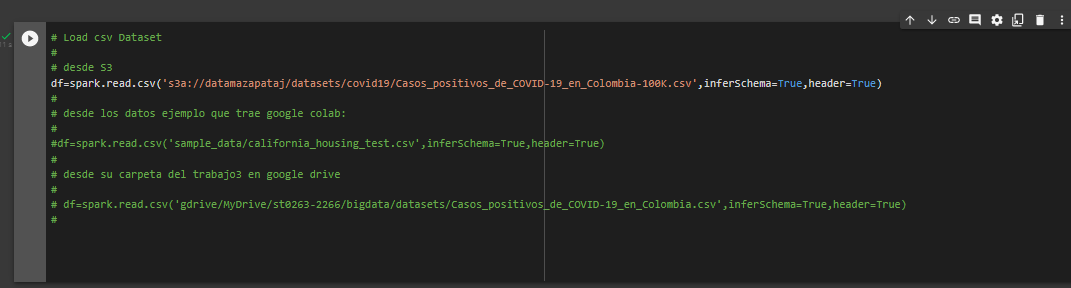 # Load csv Dataset
#
# desde S3
df=spark.read.csv('s3a://datamazapataj/datasets/covid19/Casos_positivos_de_COVID-19_en_Colombia-100K.csv',inferSchema=True,header=True)
#
# desde los datos ejemplo que trae google colab:
#
#df=spark.read.csv('sample_data/california_housing_test.csv',inferSchema=True,header=True)
#
# desde su carpeta del trabajo3 en google drive
#
# df=spark.read.csv('gdrive/MyDrive/st0263-2266/bigdata/datasets/Casos_positivos_de_COVID-19_en_Colombia.csv',inferSchema=True,header=True)
#